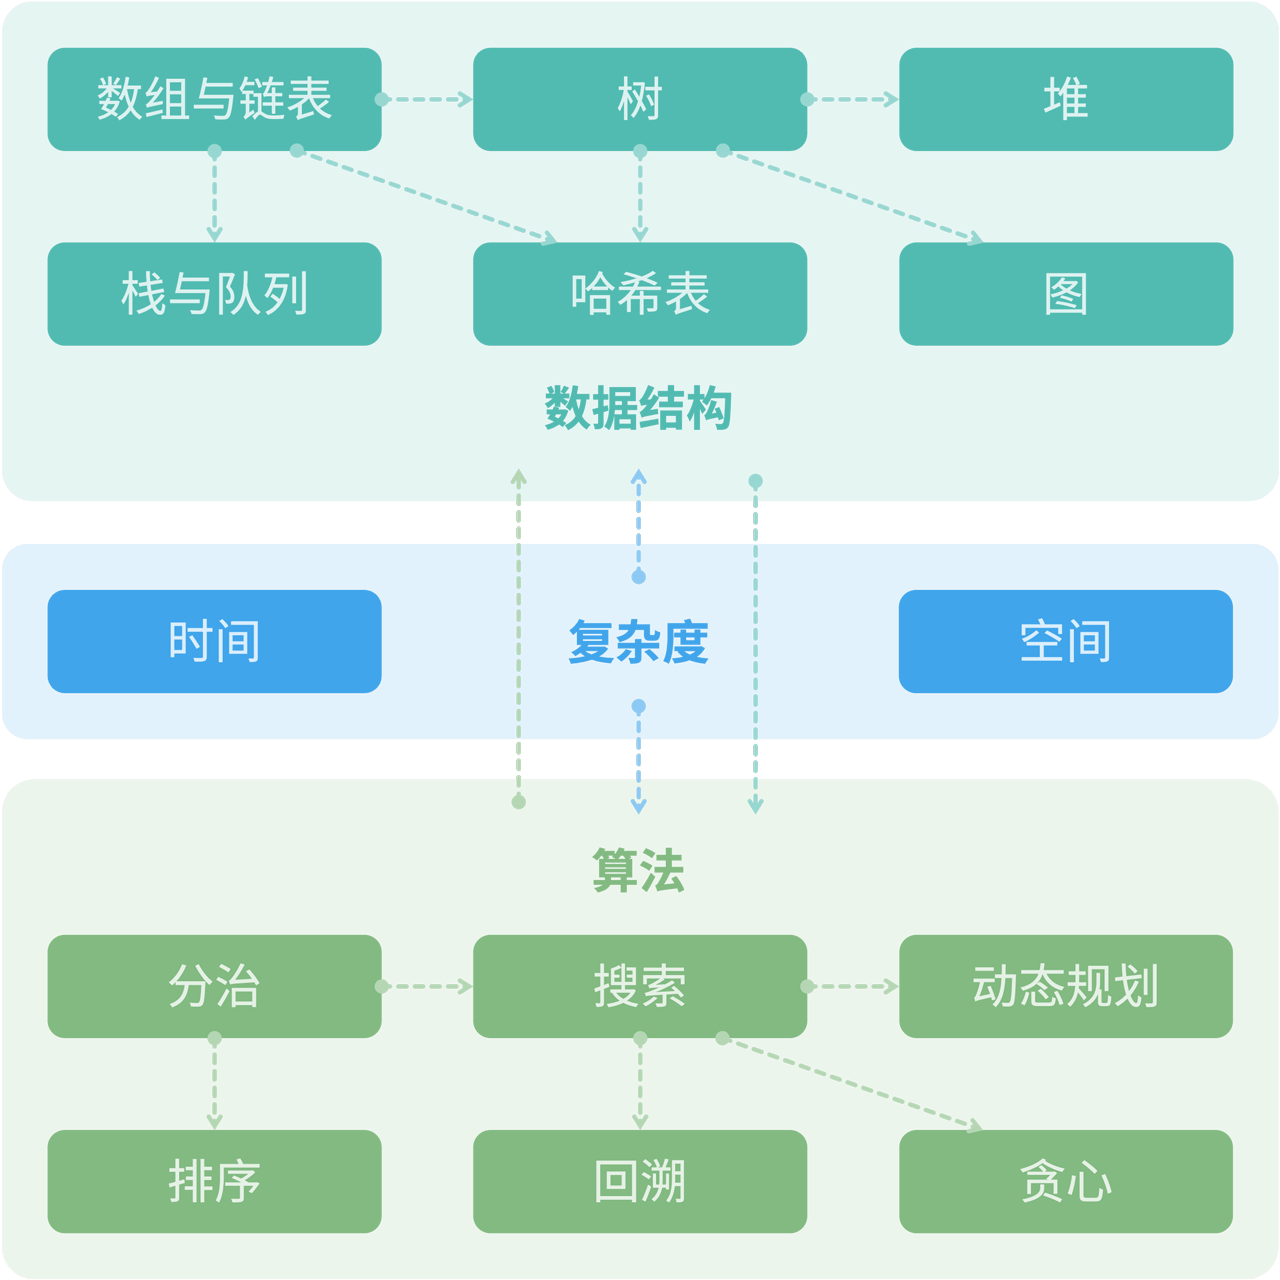 数组与链表
树
堆
栈与队列
哈希表
图
数据结构
时间
复杂度
空间
算法
分治
搜索
动态规划
排序
回溯
贪心